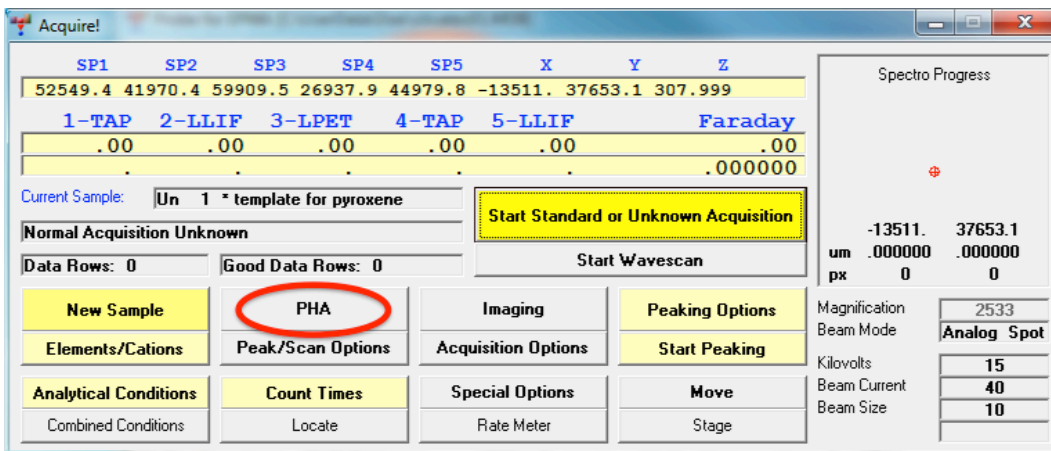 Acquire!
SP1 SP2 SP3 SP4 SP5 X Y Z
52549.4 41970.4 59909.5 26937.9 44979.8 -13511. 37653.1 307.999
1-TAP 2-LLIF 3-LPET 4-TAP 5-LLIF Faraday
.00 .00 .00 .00 .00 .00
. . . . . .000000
Current Sample: Un 1 * template for pyroxene
Normal Acquisition Unknown
Data Rows: 0 Good Data Rows: 0
Start Standard or Unknown Acquisition
Start Wavescan
New Sample PHA Imaging Peaking Options
Elements/Cations Peak/Scan Options Acquisition Options Start Peaking
Analytical Conditions Count Times Special Options Move
Combined Conditions Locate Rate Meter Stage
Spectro Progress
-13511. 37653.1
um .000000 .000000
px 0 0
Magnification 2533
Beam Mode Analog Spot
Kilovolts 15
Beam Current 40
Beam Size 10